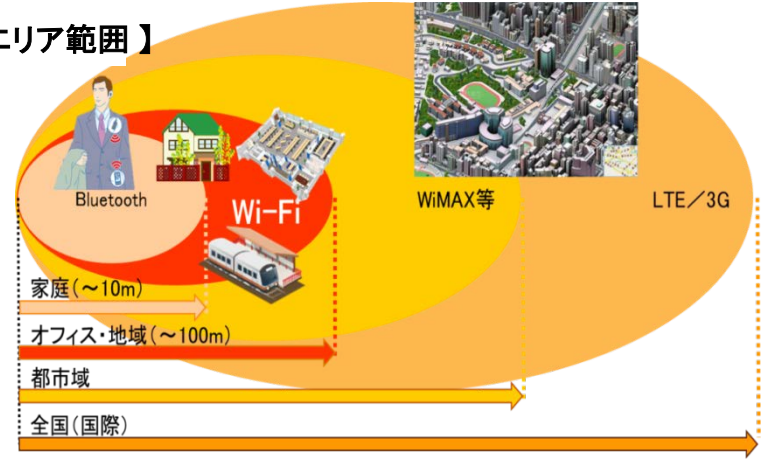 エリア範囲 】
Bluetooth
Wi-Fi
WiMAX等
LTE／3G
家庭(～10m)
オフィス・地域(～100m)
都市域
全国(国際)